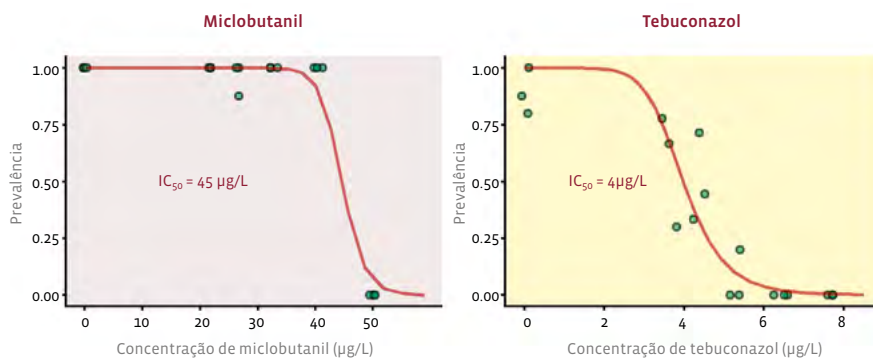 Miclobutanil
1.00
0.75
0.50
0.25
0.00
Prevalência
IC₅₀ = 45 µg/L
0 10 20 30 40 50
Concentração de miclobutanil (µg/L)
Tebuconazol
1.00
0.75
0.50
0.25
0.00
Prevalência
IC₅₀ = 4µg/L
0 2 4 6 8
Concentração de tebuconazol (µg/L)